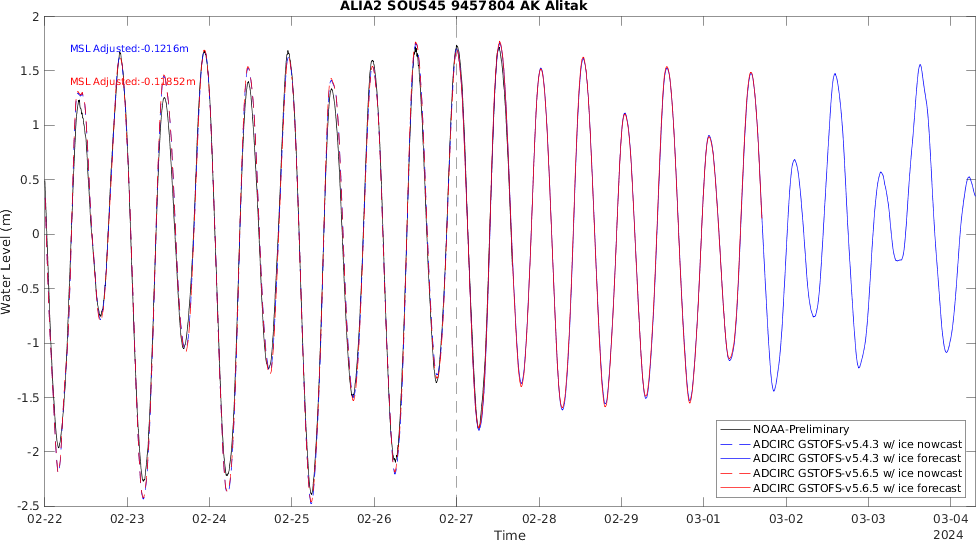 ALIA2 SOUS45 9457804 AK Alitak
2
1.5
1
0.5
0
-0.5
-1
-1.5
-2
-2.5
Water Level (m)
MSL Adjusted:-0.1216m
MSL Adjusted:-0.11852m
NOAA-Preliminary
ADCIRC GSTOFS-v5.4.3 w/ ice nowcast
ADCIRC GSTOFS-v5.4.3 w/ ice forecast
ADCIRC GSTOFS-v5.6.5 w/ ice nowcast
ADCIRC GSTOFS-v5.6.5 w/ ice forecast
02-22 02-23 02-24 02-25 02-26 02-27 02-28 02-29 03-01 03-02 03-03 03-04
Time
2024